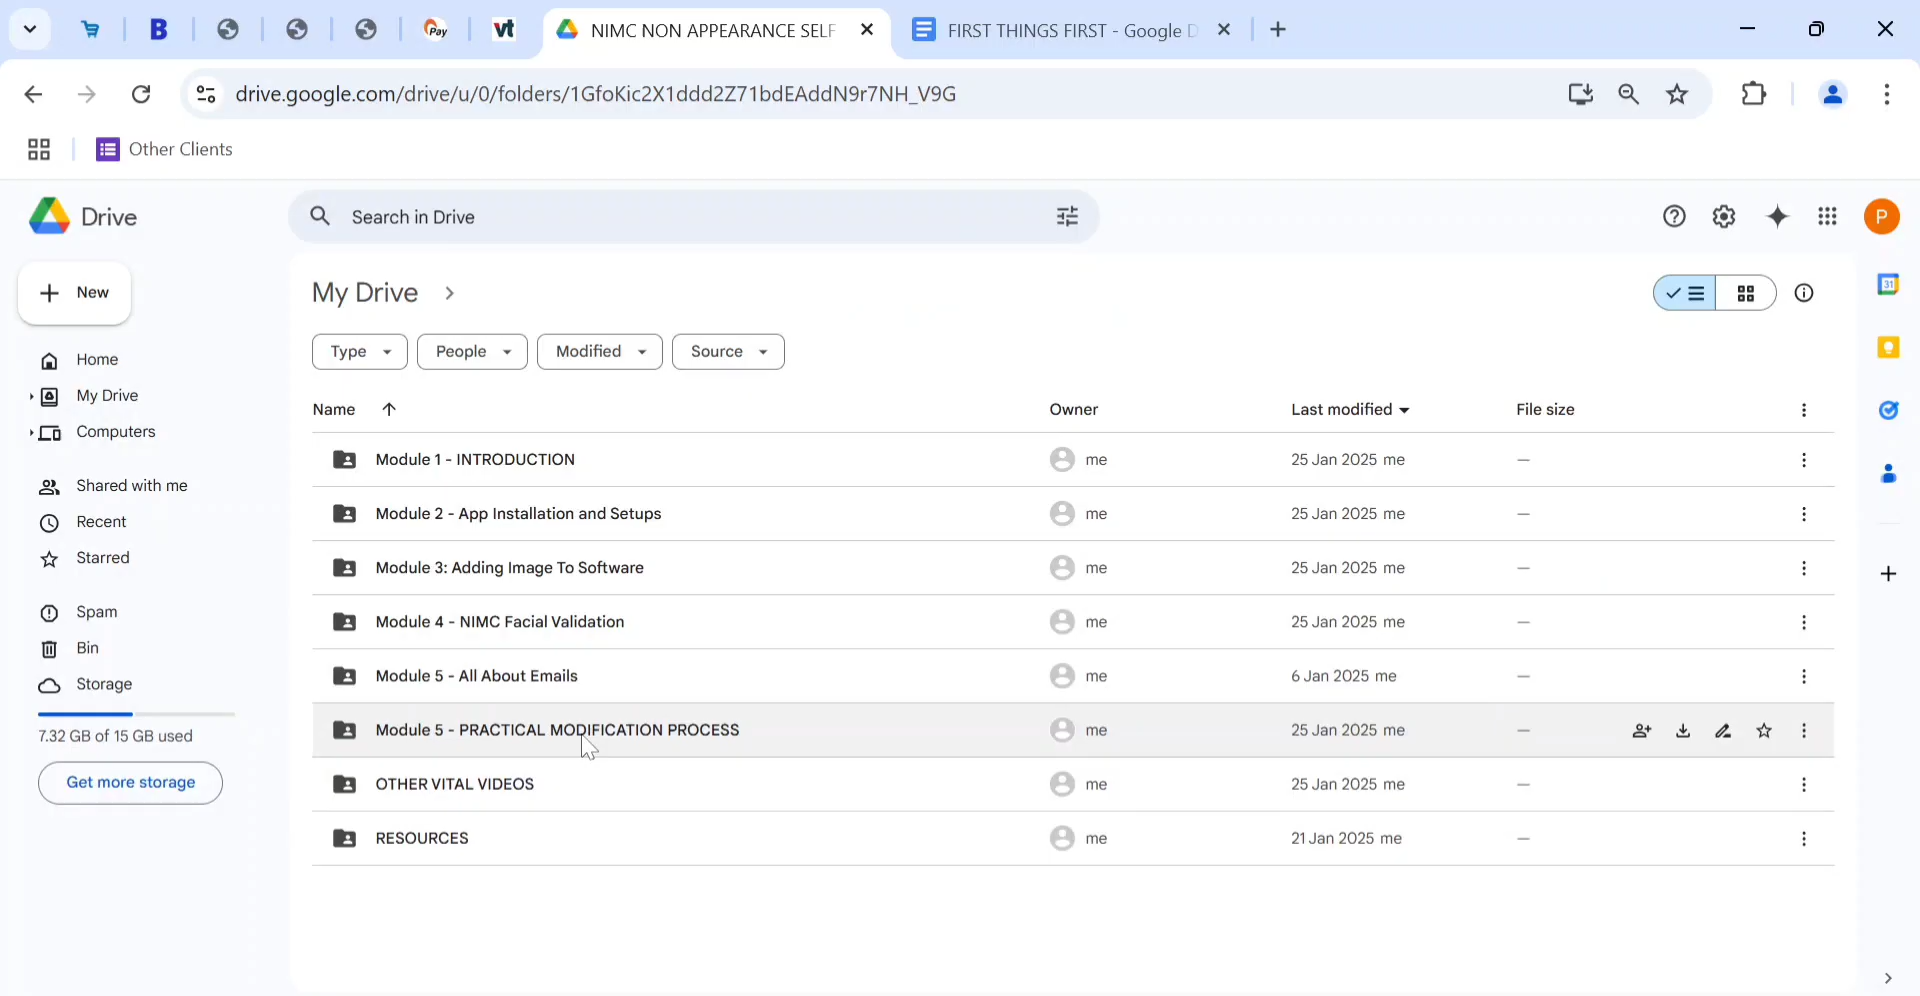 B
Pay
vt
NIMC NON APPEARANCE SELF
FIRST THINGS FIRST - Google D
drive.google.com/drive/u/0/folders/1GfoKic2X1ddd2Z71bdEAddN9r7NH_V9G
Other Clients
Drive
Search in Drive
P
New
My Drive
31
Type
People
Modified
Source
Home
My Drive
Computers
Shared with me
Recent
Starred
Spam
Bin
Storage
7.32 GB of 15 GB used
Get more storage
Name Owner Last modified File size
Module 1 - INTRODUCTION me 25 Jan 2025 me —
Module 2 - App Installation and Setups me 25 Jan 2025 me —
Module 3: Adding Image To Software me 25 Jan 2025 me —
Module 4 - NIMC Facial Validation me 25 Jan 2025 me —
Module 5 - All About Emails me 6 Jan 2025 me —
Module 5 - PRACTICAL MODIFICATION PROCESS me 25 Jan 2025 me —
OTHER VITAL VIDEOS me 25 Jan 2025 me —
RESOURCES me 21 Jan 2025 me —